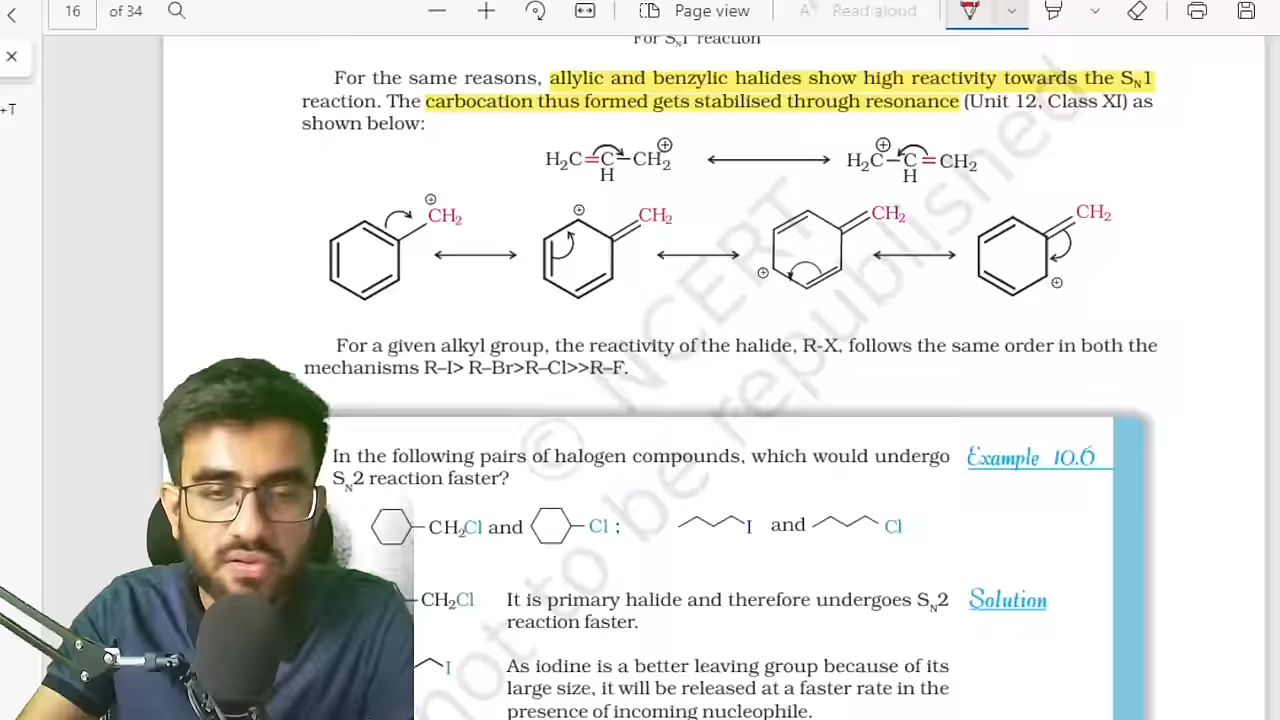 16 of 34
Page view
Read aloud
+T
For SN1 reaction
For the same reasons, allylic and benzylic halides show high reactivity towards the SN1
reaction. The carbocation thus formed gets stabilised through resonance (Unit 12, Class XI) as
shown below:
H2C=C–CH2 ⊕ H2C–C=CH2 ⊕
H H
⊕ CH2 ⊕ CH2 ⊕ CH2 ⊕ CH2
For a given alkyl group, the reactivity of the halide, R-X, follows the same order in both the
mechanisms R–I> R–Br>R–Cl>>R–F.
In the following pairs of halogen compounds, which would undergo
SN2 reaction faster?
Example 10.6
CH2Cl and Cl ; I and Cl
CH2Cl It is primary halide and therefore undergoes SN2
reaction faster.
Solution
I As iodine is a better leaving group because of its
large size, it will be released at a faster rate in the
presence of incoming nucleophile.
© NCERT
not to be republished